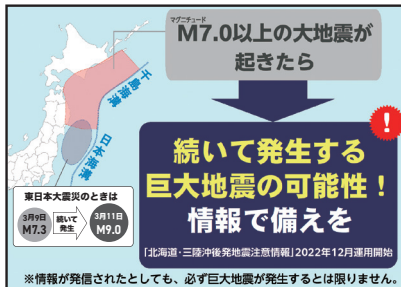 マグニチュード
M7.0以上の大地震が
起きたら
千島海溝
日本海溝
続いて発生する
巨大地震の可能性!
情報で備えを
「北海道・三陸沖後発地震注意情報」2022年12月運用開始
東日本大震災のときは
3月9日
M7.3
続いて
発生
3月11日
M9.0
※情報が発信されたとしても、必ず巨大地震が発生するとは限りません。